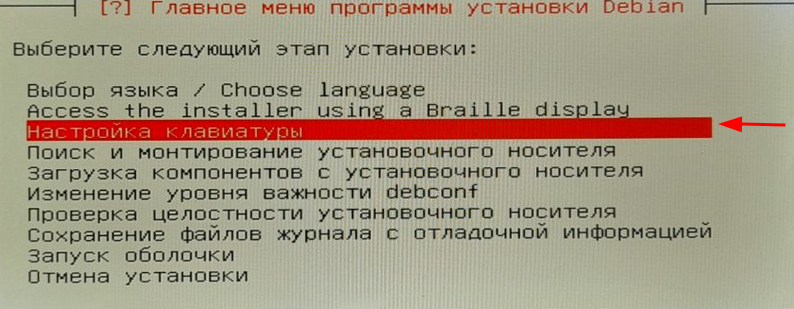 [?] Главное меню программы установки Debian
Выберите следующий этап установки:
Выбор языка / Choose language
Access the installer using a Braille display
Настройка клавиатуры
Поиск и монтирование установочного носителя
Загрузка компонентов с установочного носителя
Изменение уровня важности debconf
Проверка целостности установочного носителя
Сохранение файлов журнала с отладочной информацией
Запуск оболочки
Отмена установки